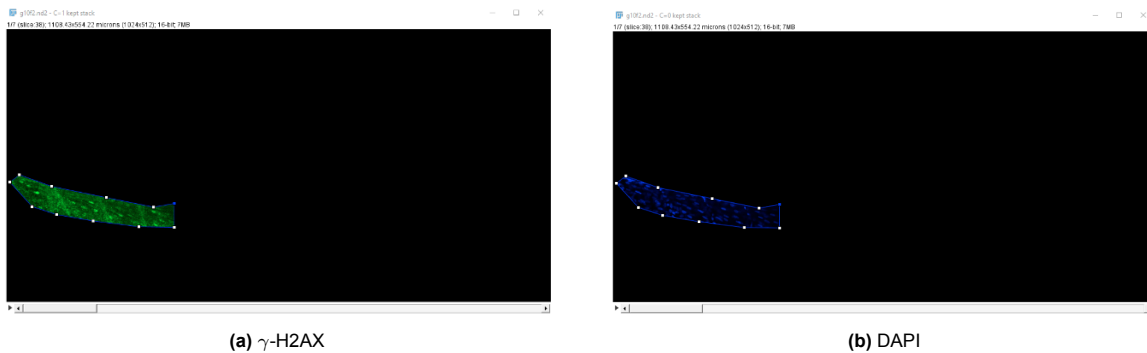 g10f2.nd2 - C=1 kept stack
1/7 (slice:38); 1108.43x554.22 microns (1024x512); 16-bit; 7MB
(a) γ-H2AX
g10f2.nd2 - C=0 kept stack
1/7 (slice:38); 1108.43x554.22 microns (1024x512); 16-bit; 7MB
(b) DAPI